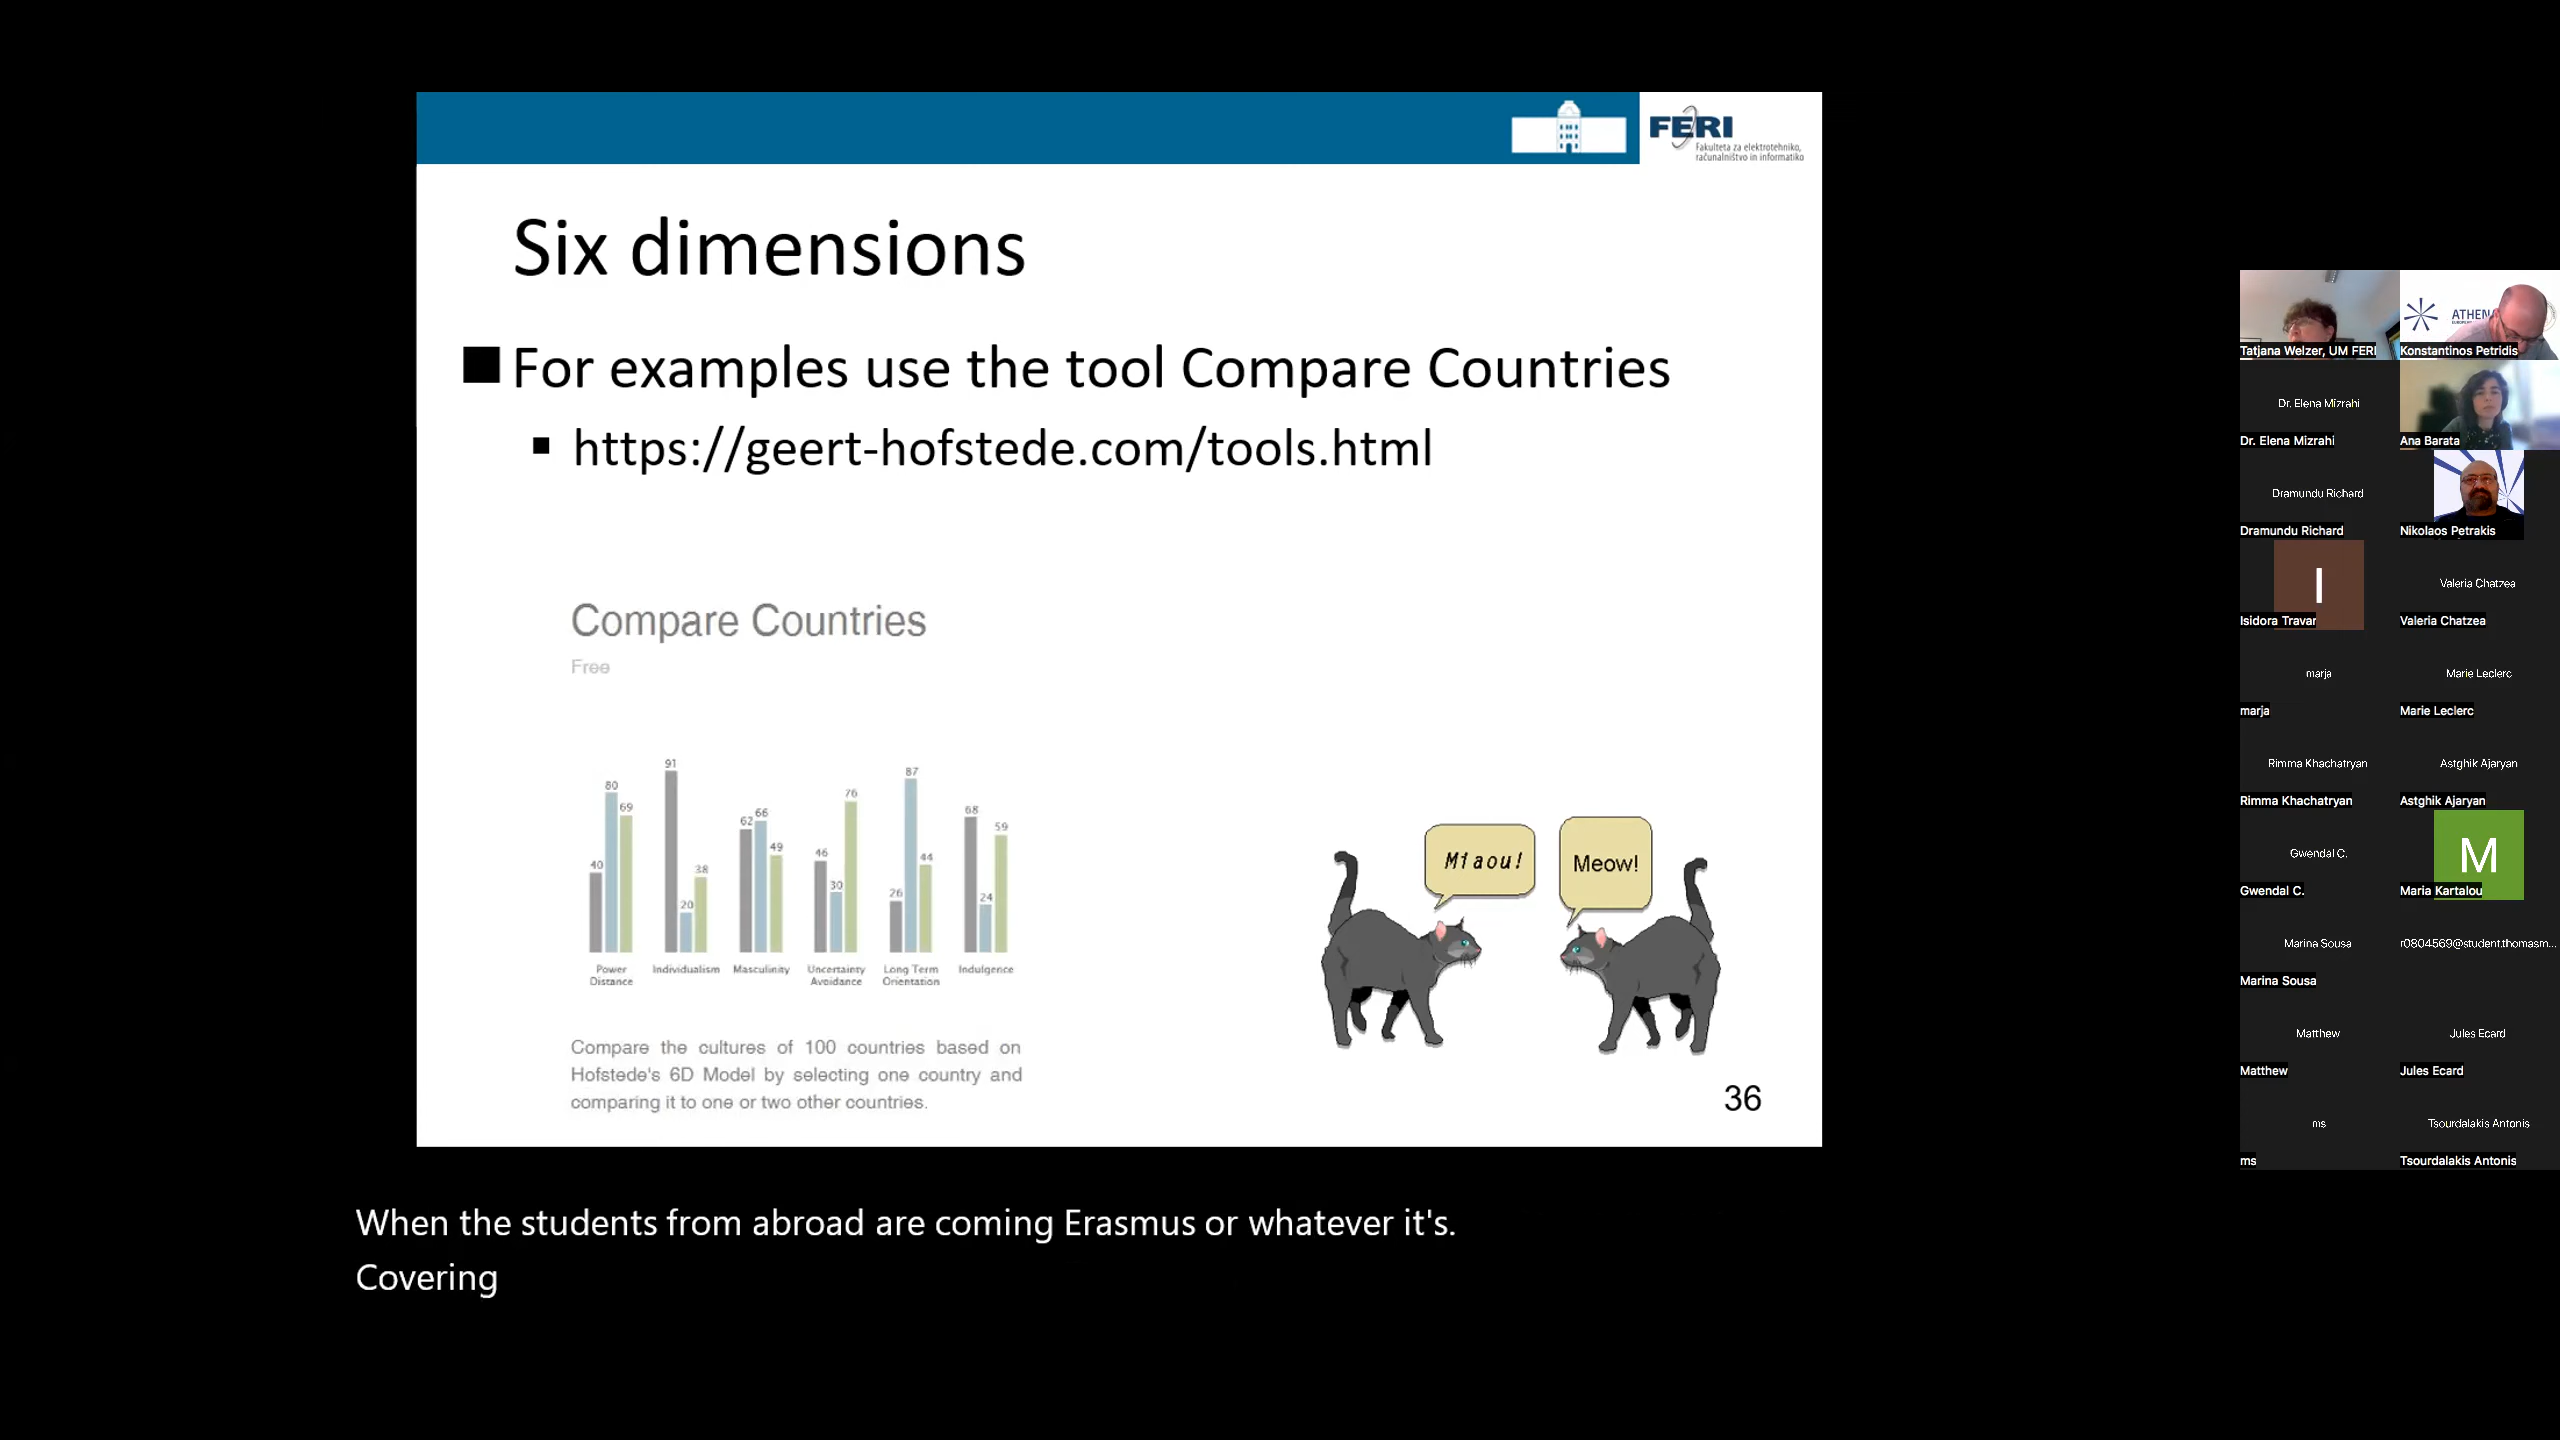 FERI
Fakulteta za elektrotehniko,
računalništvo in informatiko
Six dimensions
For examples use the tool Compare Countries
https://geert-hofstede.com/tools.html
Compare Countries
Free
40 80 69
91 20 38
62 66 49
46 30 76
26 87 44
68 24 59
Power
Distance
Individualism
Masculinity
Uncertainty
Avoidance
Long Term
Orientation
Indulgence
Compare the cultures of 100 countries based on
Hofstede's 6D Model by selecting one country and
comparing it to one or two other countries.
Miaou!
Meow!
36
When the students from abroad are coming Erasmus or whatever it's.
Covering
Tatjana Welzer, UM FERI
ATHEN
Konstantinos Petridis
Dr. Elena Mizrahi
Dr. Elena Mizrahi
Ana Barata
Dramundu Richard
Dramundu Richard
Nikolaos Petrakis
I
Isidora Travar
Valeria Chatzea
Valeria Chatzea
marja
marja
Marie Leclerc
Marie Leclerc
Rimma Khachatryan
Rimma Khachatryan
Astghik Ajaryan
Astghik Ajaryan
Gwendal C.
Gwendal C.
M
Maria Kartalou
Marina Sousa
Marina Sousa
r0804569@student.thomasm...
Matthew
Matthew
Jules Ecard
Jules Ecard
ms
ms
Tsourdalakis Antonis
Tsourdalakis Antonis